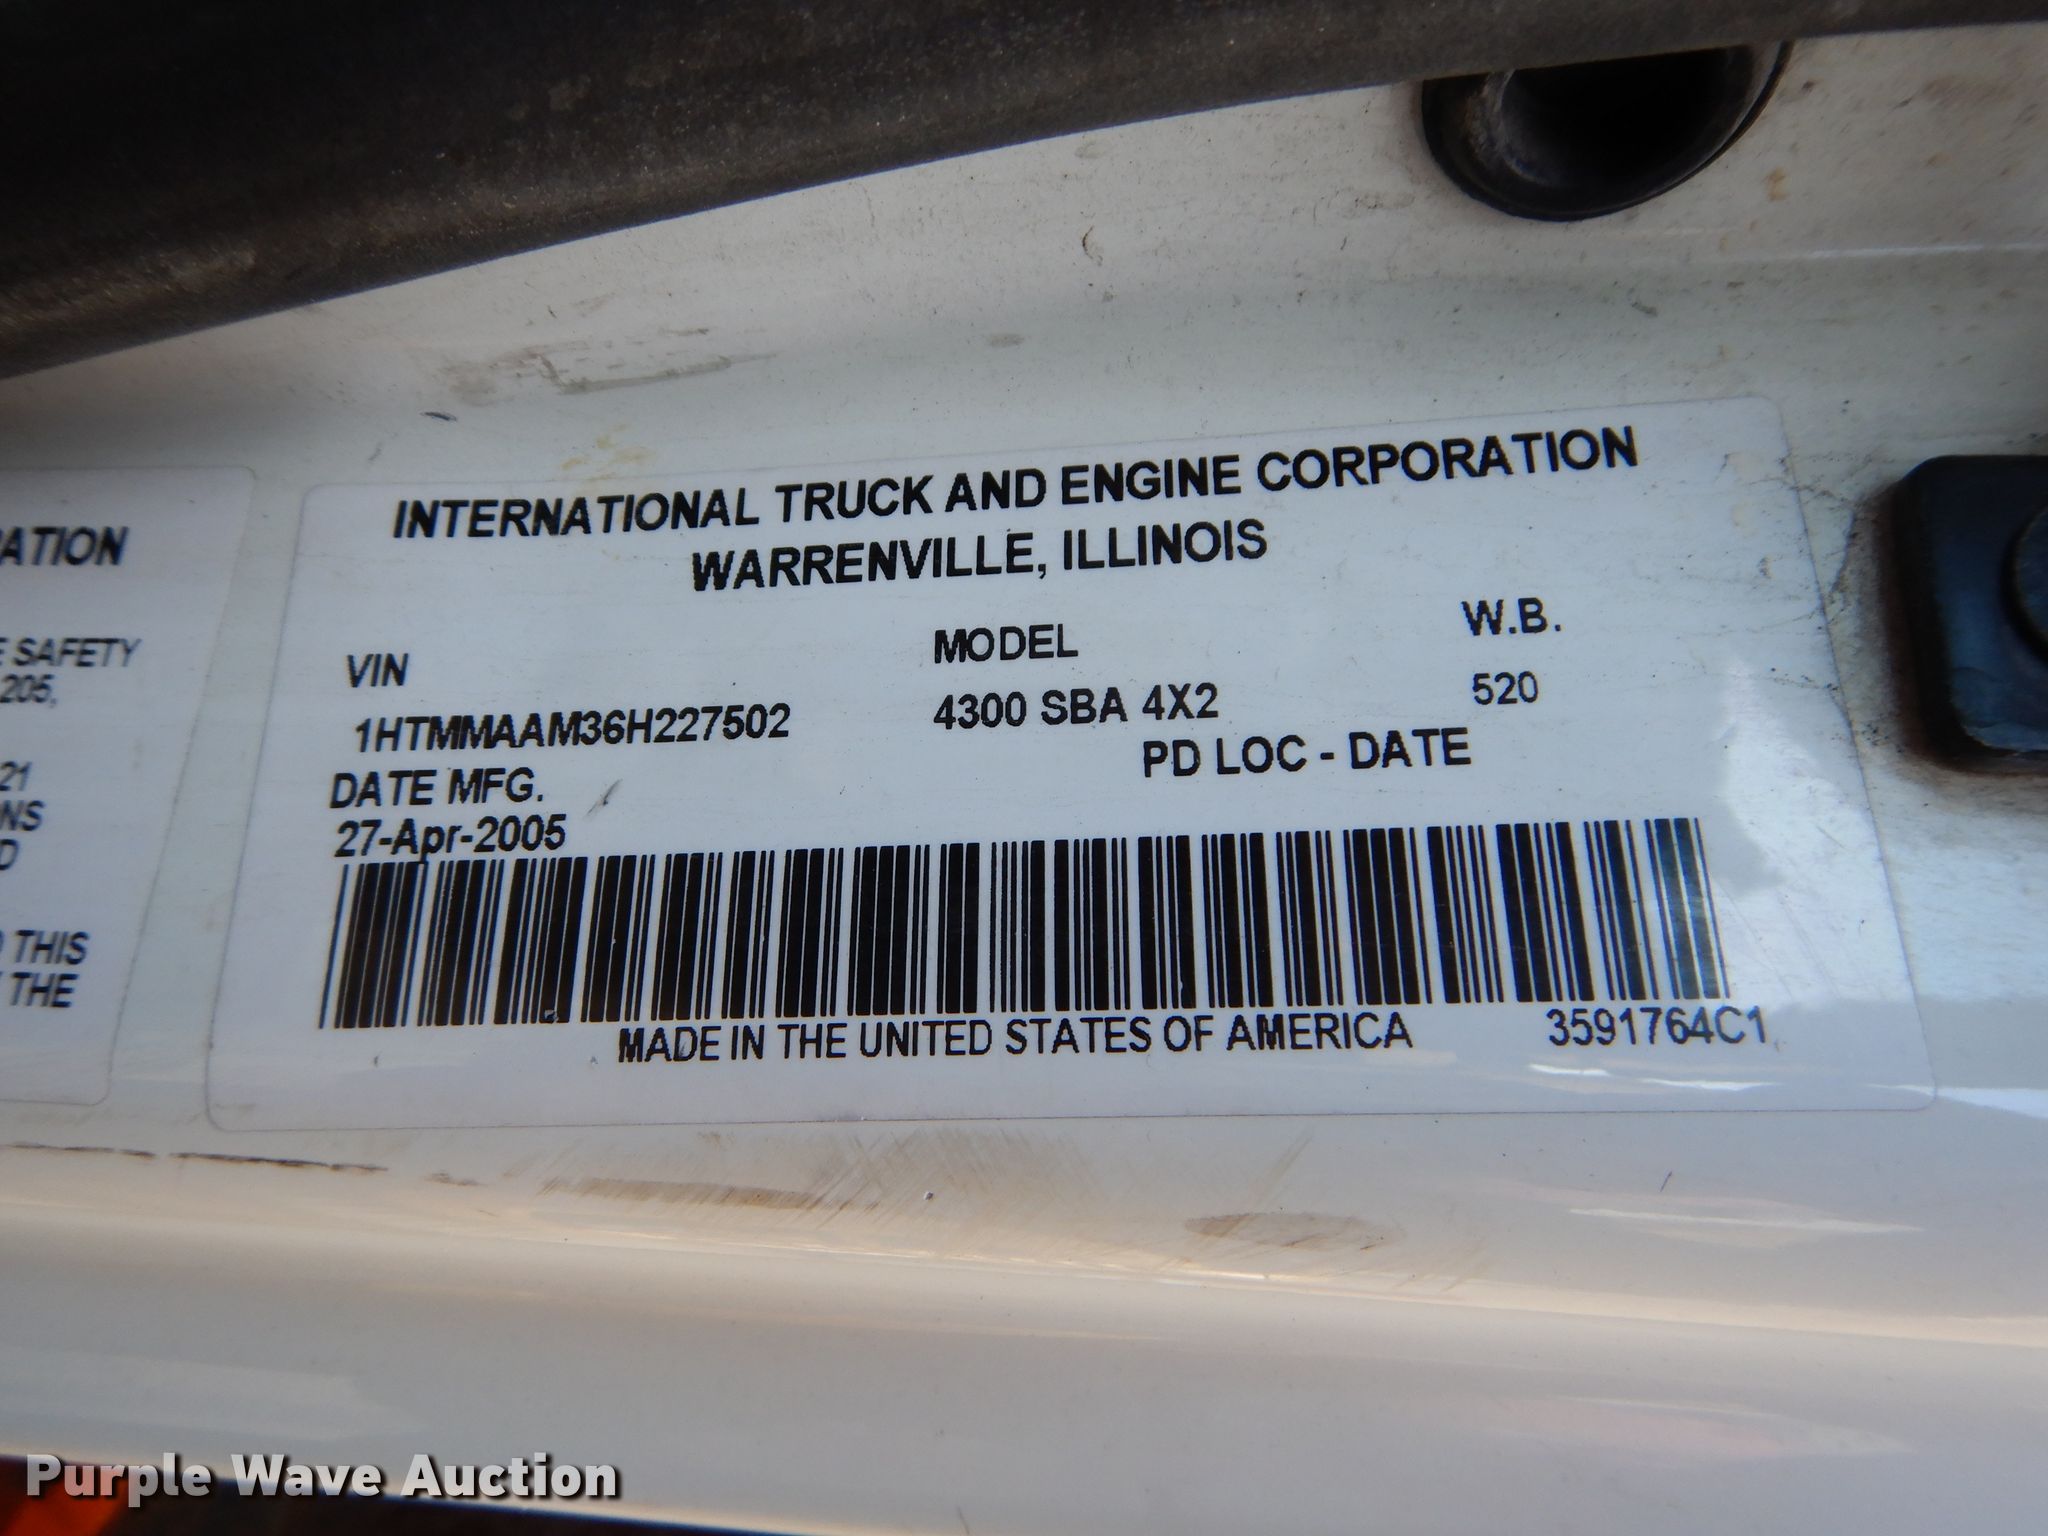 RATION
E SAFETY
205,
21
NS
D
THIS
THE
INTERNATIONAL TRUCK AND ENGINE CORPORATION
WARRENVILLE, ILLINOIS
VIN MODEL W.B.
1HTMMAAM36H227502 4300 SBA 4X2 520
DATE MFG. PD LOC - DATE
27-Apr-2005
MADE IN THE UNITED STATES OF AMERICA 3591764C1
Purple Wave Auction